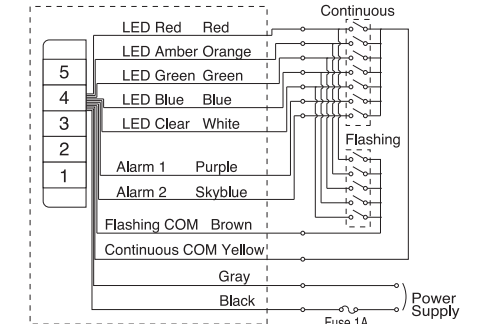 Continuous
LED Red Red
LED Amber Orange
LED Green Green
LED Blue Blue
LED Clear White
5
4
3
2
1
Flashing
Alarm 1 Purple
Alarm 2 Skyblue
Flashing COM Brown
Continuous COM Yellow
Gray
Black
Power
Supply
Fuse 1A